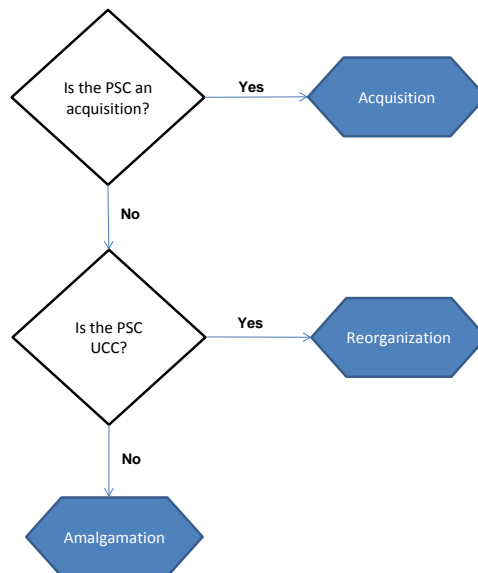 Is the PSC an
acquisition?
Yes
Acquisition
No
Is the PSC
UCC?
Yes
Reorganization
No
Amalgamation